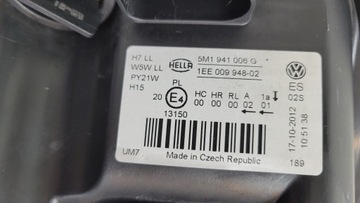 H7 LL
W5W LL
PY21W
H15
HELLA
5M1 941 006 G
1EE 009 948-02
PL
20 E4
HC HR RL A 1a
00 00 00 02 01
13150
Made in Czech Republic
UM7
ES
02S
17-10-2012
10:51:38
189